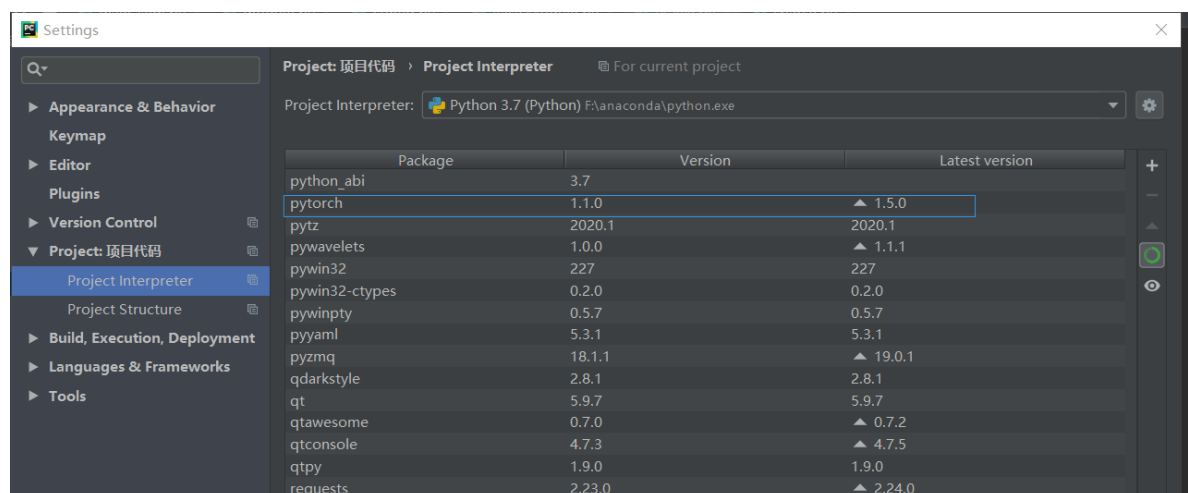 Settings
Project: 项目代码 › Project Interpreter For current project
Project Interpreter: Python 3.7 (Python) F:\anaconda\python.exe
Appearance & Behavior
Keymap
Editor
Plugins
Version Control
Project: 项目代码
Project Interpreter
Project Structure
Build, Execution, Deployment
Languages & Frameworks
Tools
Package Version Latest version
python_abi 3.7
pytorch 1.1.0 ▲ 1.5.0
pytz 2020.1 2020.1
pywavelets 1.0.0 ▲ 1.1.1
pywin32 227 227
pywin32-ctypes 0.2.0 0.2.0
pywinpty 0.5.7 0.5.7
pyyaml 5.3.1 5.3.1
pyzmq 18.1.1 ▲ 19.0.1
qdarkstyle 2.8.1 2.8.1
qt 5.9.7 5.9.7
qtawesome 0.7.0 ▲ 0.7.2
qtconsole 4.7.3 ▲ 4.7.5
qtpy 1.9.0 1.9.0
requests 2.23.0 ▲ 2.24.0